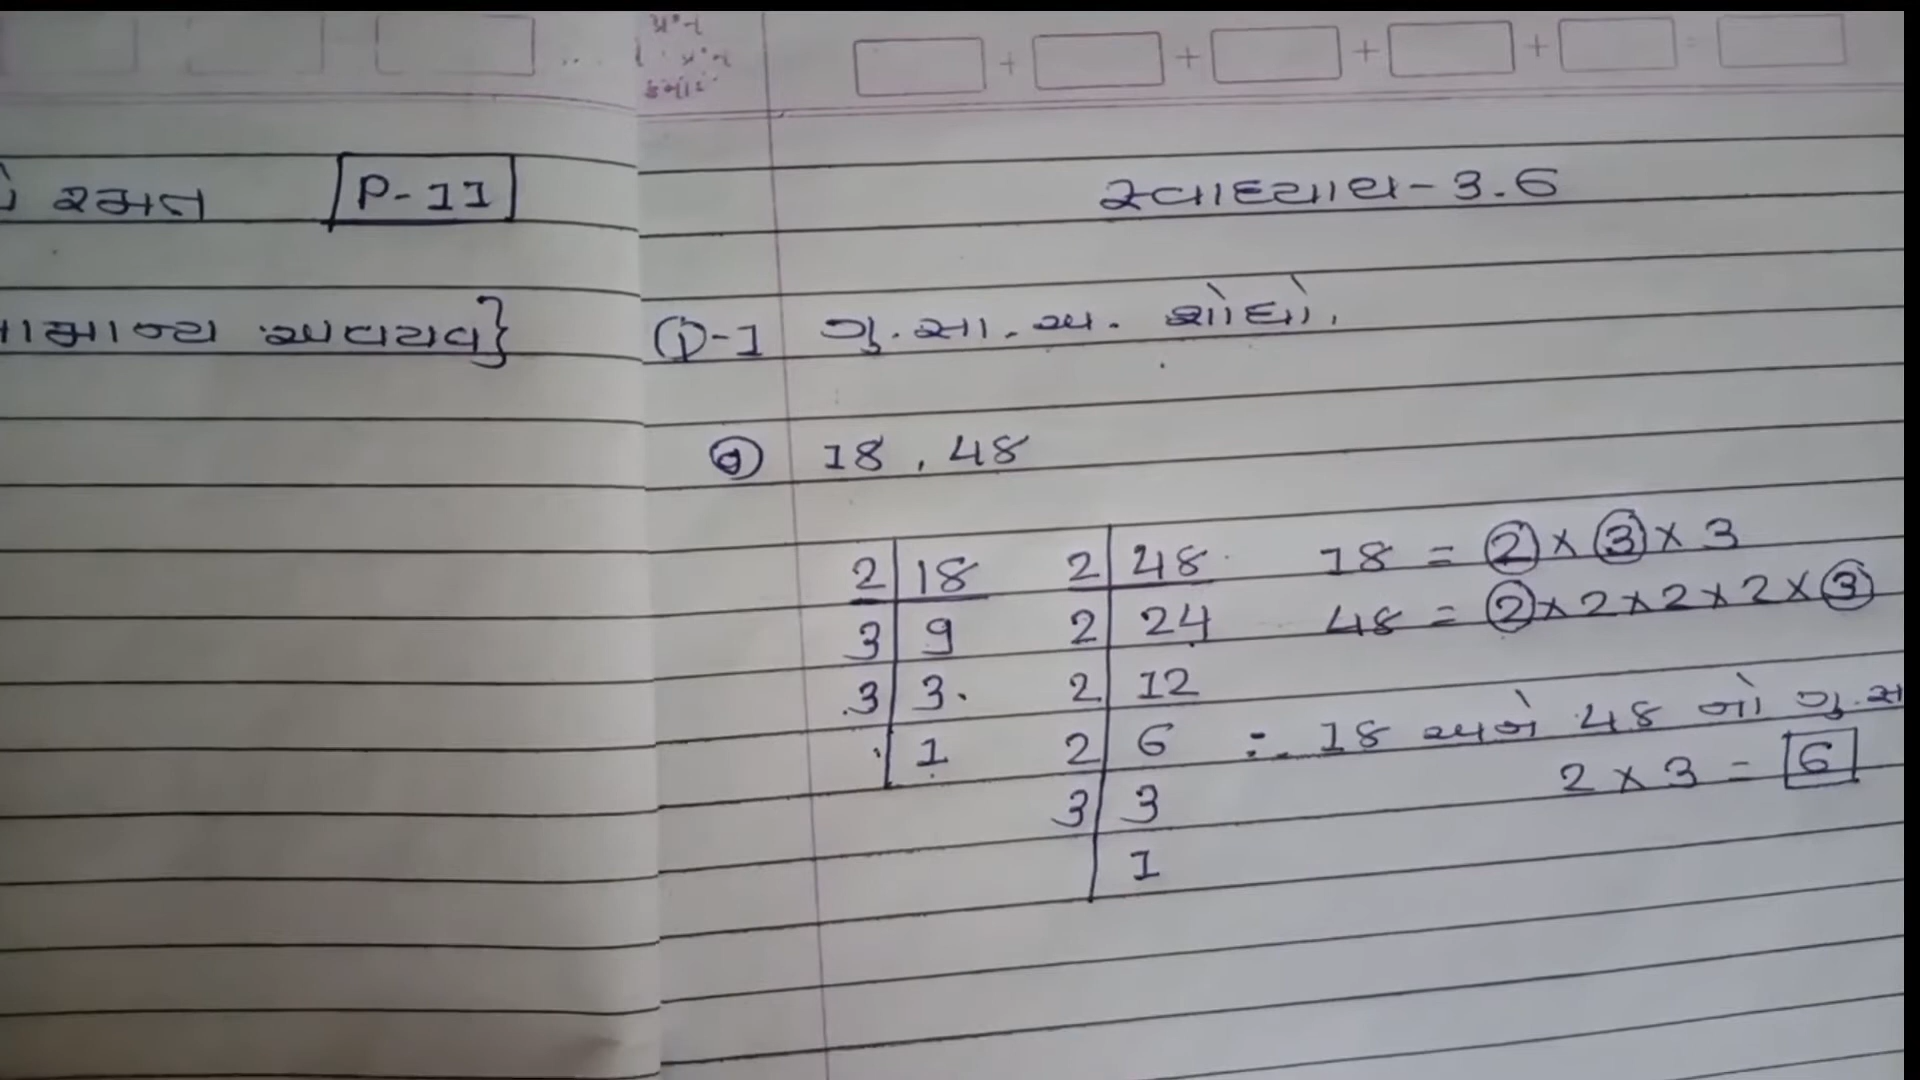 રમત P-11
સામાન્ય અવયવ}
સ્વાધ્યાય - 3.6
Q-1 ગુ.સા.અ. શોધો.
a 18, 48
2 18 2 48 18 = 2 × 3 × 3
3 9 2 24 48 = 2 × 2 × 2 × 2 × 3
3 3 2 12
1 2 6 ∴ 18 અને 48 નો ગુ.સા
3 3 2 × 3 = 6
1